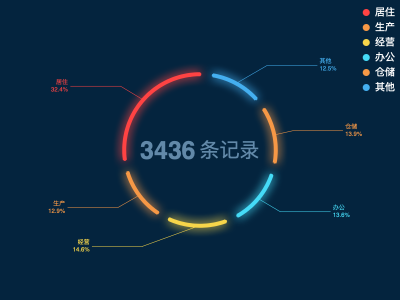 居住
生产
经营
办公
仓储
其他
其他
12.5%
居住
32.4%
仓储
13.9%
3436 条记录
生产
12.9%
办公
13.6%
经营
14.6%